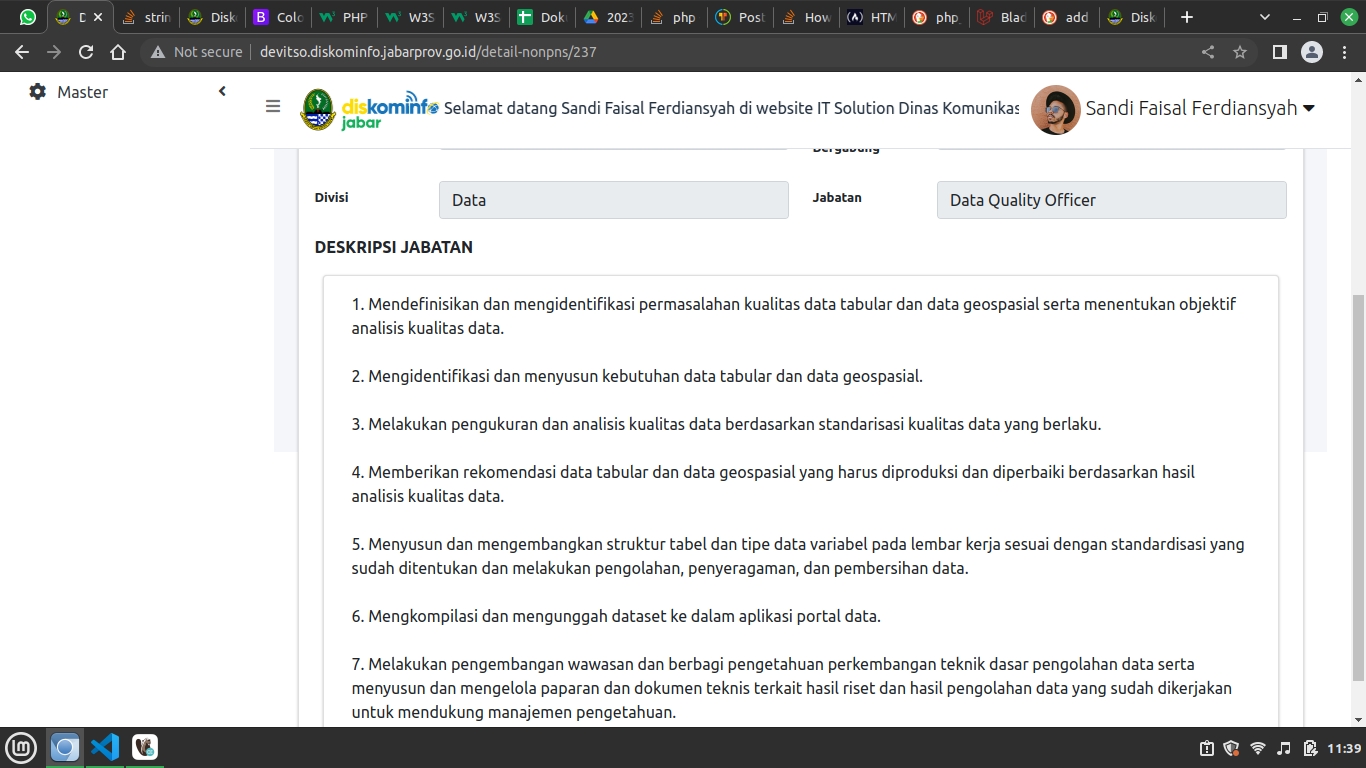 D
strin
Disk
B Colo
PHP
W3S
W3S
Doku
2023
php
Post
How
(A) HTM
php_
Blad
add
Disk
Not secure devitso.diskominfo.jabarprov.go.id/detail-nonpns/237
Master
diskominfo
jabar
Selamat datang Sandi Faisal Ferdiansyah di website IT Solution Dinas Komunikas
Sandi Faisal Ferdiansyah
Bergabung
Divisi
Data
Jabatan
Data Quality Officer
DESKRIPSI JABATAN
1. Mendefinisikan dan mengidentifikasi permasalahan kualitas data tabular dan data geospasial serta menentukan objektif
analisis kualitas data.
2. Mengidentifikasi dan menyusun kebutuhan data tabular dan data geospasial.
3. Melakukan pengukuran dan analisis kualitas data berdasarkan standarisasi kualitas data yang berlaku.
4. Memberikan rekomendasi data tabular dan data geospasial yang harus diproduksi dan diperbaiki berdasarkan hasil
analisis kualitas data.
5. Menyusun dan mengembangkan struktur tabel dan tipe data variabel pada lembar kerja sesuai dengan standardisasi yang
sudah ditentukan dan melakukan pengolahan, penyeragaman, dan pembersihan data.
6. Mengkompilasi dan mengunggah dataset ke dalam aplikasi portal data.
7. Melakukan pengembangan wawasan dan berbagi pengetahuan perkembangan teknik dasar pengolahan data serta
menyusun dan mengelola paparan dan dokumen teknis terkait hasil riset dan hasil pengolahan data yang sudah dikerjakan
untuk mendukung manajemen pengetahuan.
11:39